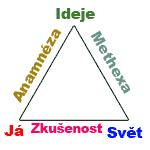 Ideje
Anamnéza
Methexa
Já
Zkušenost
Svět